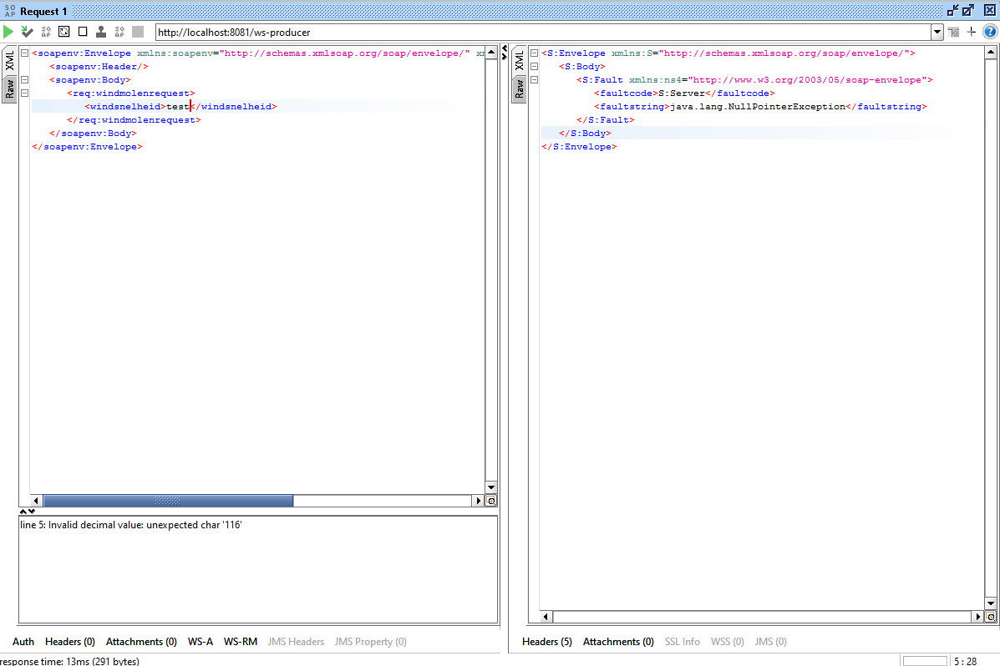 SO AP Request 1
http://localhost:8081/ws-producer
XML
Raw
<soapenv:Envelope xmlns:soapenv="http://schemas.xmlsoap.org/soap/envelope/" xm
<soapenv:Header/>
<soapenv:Body>
<req:windmolenrequest>
<windsnelheid>test</windsnelheid>
</req:windmolenrequest>
</soapenv:Body>
</soapenv:Envelope>
line 5: Invalid decimal value: unexpected char '116'
Auth Headers (0) Attachments (0) WS-A WS-RM JMS Headers JMS Property (0)
XML
Raw
<S:Envelope xmlns:S="http://schemas.xmlsoap.org/soap/envelope/">
<S:Body>
<S:Fault xmlns:ns4="http://www.w3.org/2003/05/soap-envelope">
<faultcode>S:Server</faultcode>
<faultstring>java.lang.NullPointerException</faultstring>
</S:Fault>
</S:Body>
</S:Envelope>
Headers (5) Attachments (0) SSL Info WSS (0) JMS (0)
response time: 13ms (291 bytes)
5 : 28